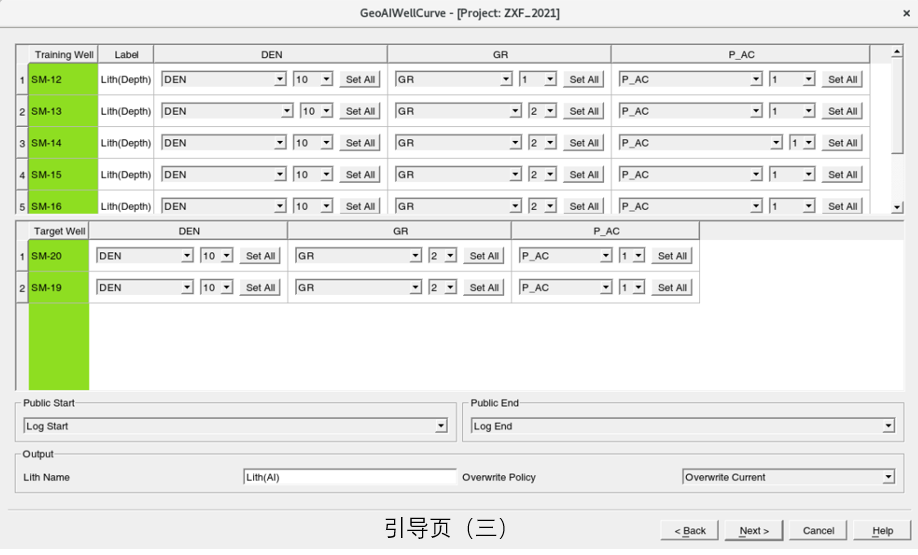 GeoAIWellCurve - [Project: ZXF_2021] ×
Training Well Label DEN GR P_AC
1 SM-12 Lith(Depth) DEN 10 Set All GR 1 Set All P_AC 1 Set All
2 SM-13 Lith(Depth) DEN 10 Set All GR 2 Set All P_AC 1 Set All
3 SM-14 Lith(Depth) DEN 10 Set All GR 2 Set All P_AC 1 Set All
4 SM-15 Lith(Depth) DEN 10 Set All GR 2 Set All P_AC 1 Set All
5 SM-16 Lith(Depth) DEN 10 Set All GR 2 Set All P_AC 1 Set All
Target Well DEN GR P_AC
1 SM-20 DEN 10 Set All GR 2 Set All P_AC 1 Set All
2 SM-19 DEN 10 Set All GR 2 Set All P_AC 1 Set All
Public Start Public End
Log Start Log End
Output
Lith Name Lith(AI) Overwrite Policy Overwrite Current
引导页（三） < Back Next > Cancel Help